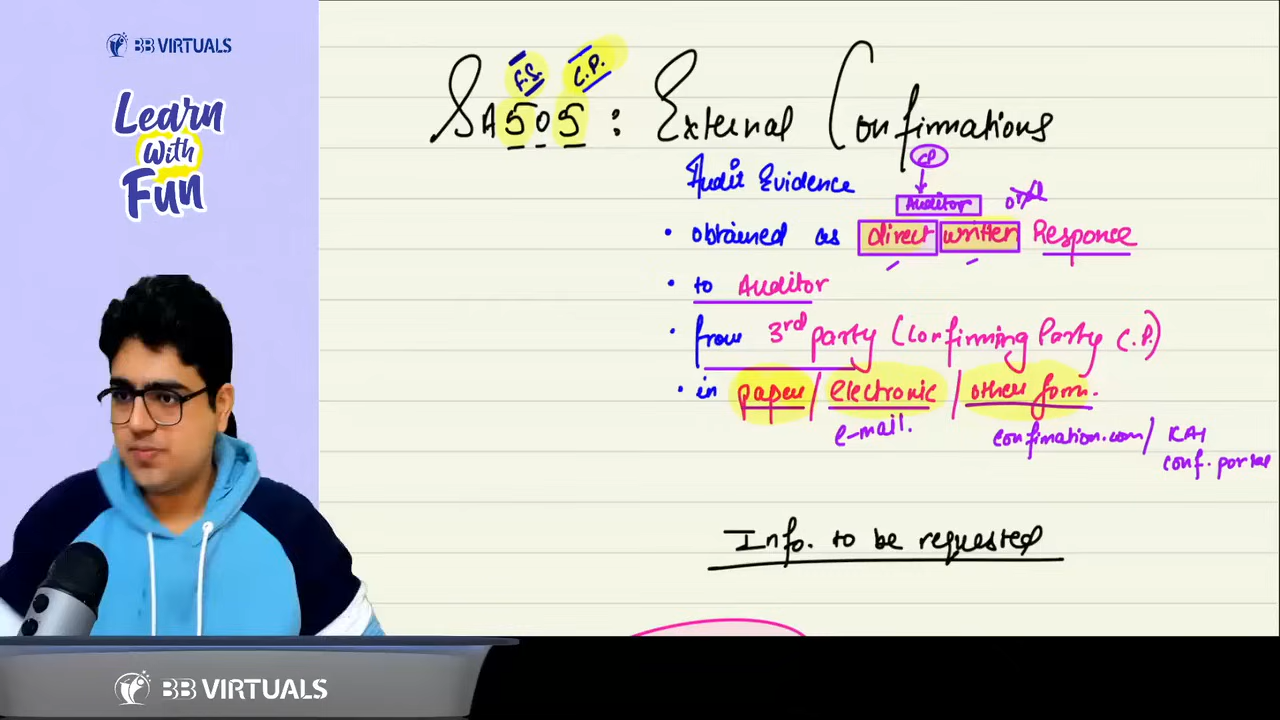 BB VIRTUALS
Learn
With
Fun
F.S. C.P.
SA 505 : External Confirmations
CP
Audit Evidence
Auditor oral
• obtained as direct written Response
• to Auditor
• from 3rd party (Confirming Party C.P.)
• in paper / electronic / other form.
e-mail. confimation.com/
conf. portal
Info. to be requested
BB VIRTUALS